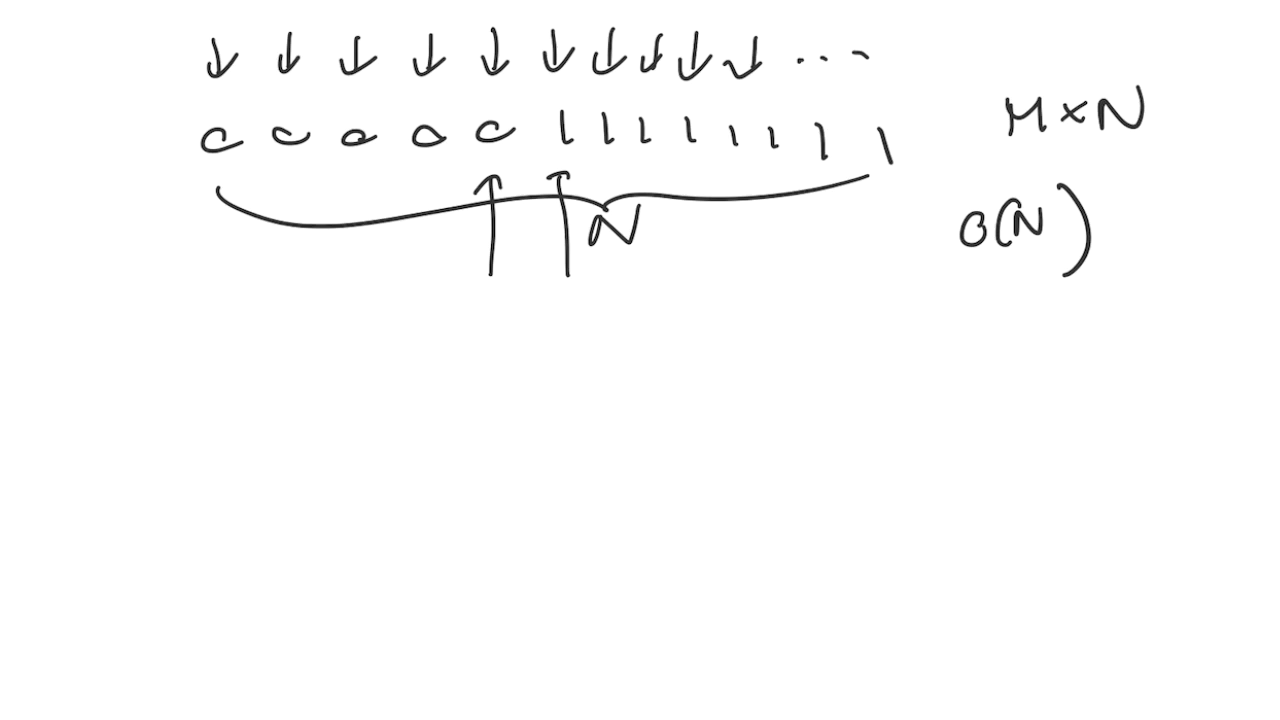 ↓ ↓ ↓ ↓ ↓ ↓ ↓ ↓ ↓ ↓ ...
0 0 0 0 0 1 1 1 1 1 1 1 1
M × N
N
O(N)